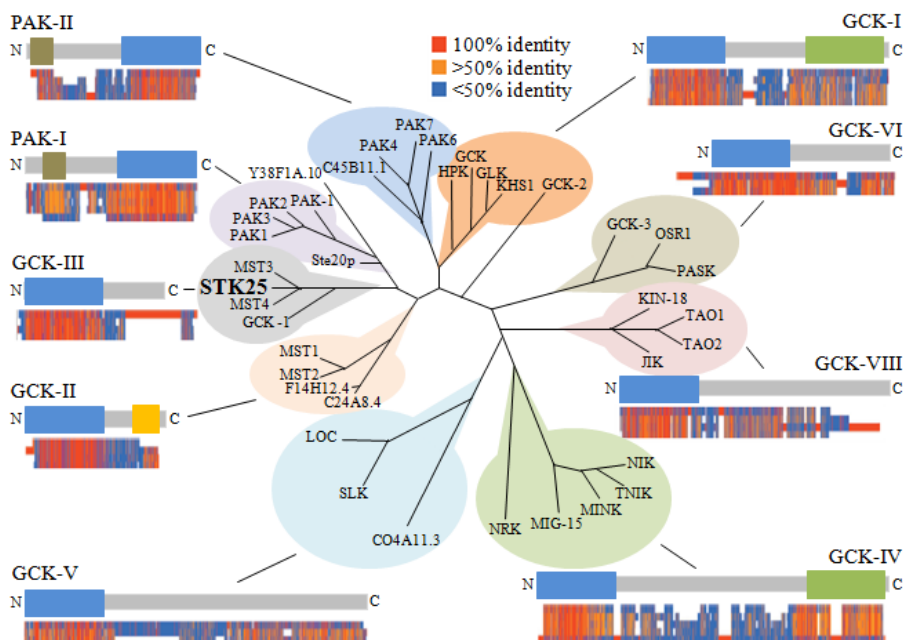 PAK-II
N
C
100% identity
>50% identity
<50% identity
GCK-I
N
C
PAK-I
N
C
GCK-VI
N
C
PAK7
PAK4
PAK6
C45B11.1
GCK
HPK
GLK
KHS1
GCK-2
Y38F1A.10
PAK2
PAK-1
PAK3
PAK1
Ste20p
GCK-3
OSR1
PASK
GCK-III
N
C
MST3
STK25
MST4
GCK -1
KIN-18
TAO1
TAO2
ЛК
MST1
MST2
F14H12.4
C24A8.4
GCK-VIII
N
C
GCK-II
N
C
LOC
SLK
CO4A11.3
NIK
TNIK
MINK
MIG-15
NRK
GCK-V
N
C
GCK-IV
N
C